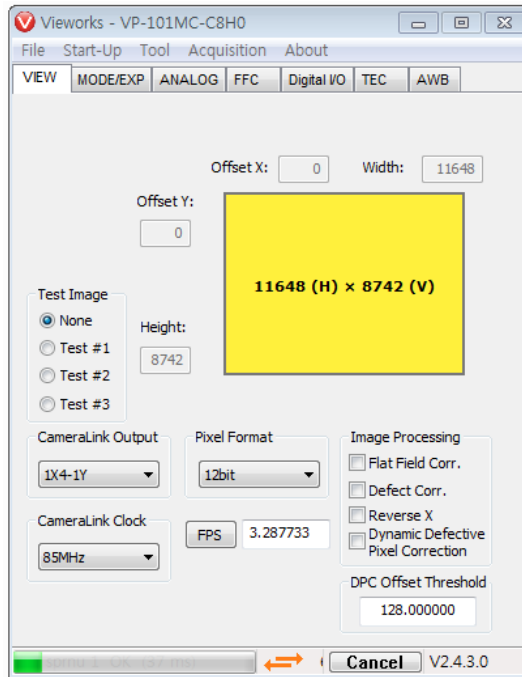 Vieworks - VP-101MC-C8H0
File Start-Up Tool Acquisition About
VIEW MODE/EXP ANALOG FFC Digital I/O TEC AWB
Offset X: 0 Width: 11648
Offset Y:
0
11648 (H) × 8742 (V)
Test Image
None
Test #1
Test #2
Test #3
Height:
8742
CameraLink Output
1X4-1Y
Pixel Format
12bit
Image Processing
Flat Field Corr.
Defect Corr.
Reverse X
Dynamic Defective
Pixel Correction
CameraLink Clock
85MHz
FPS 3.287733
DPC Offset Threshold
128.000000
Cancel V2.4.3.0